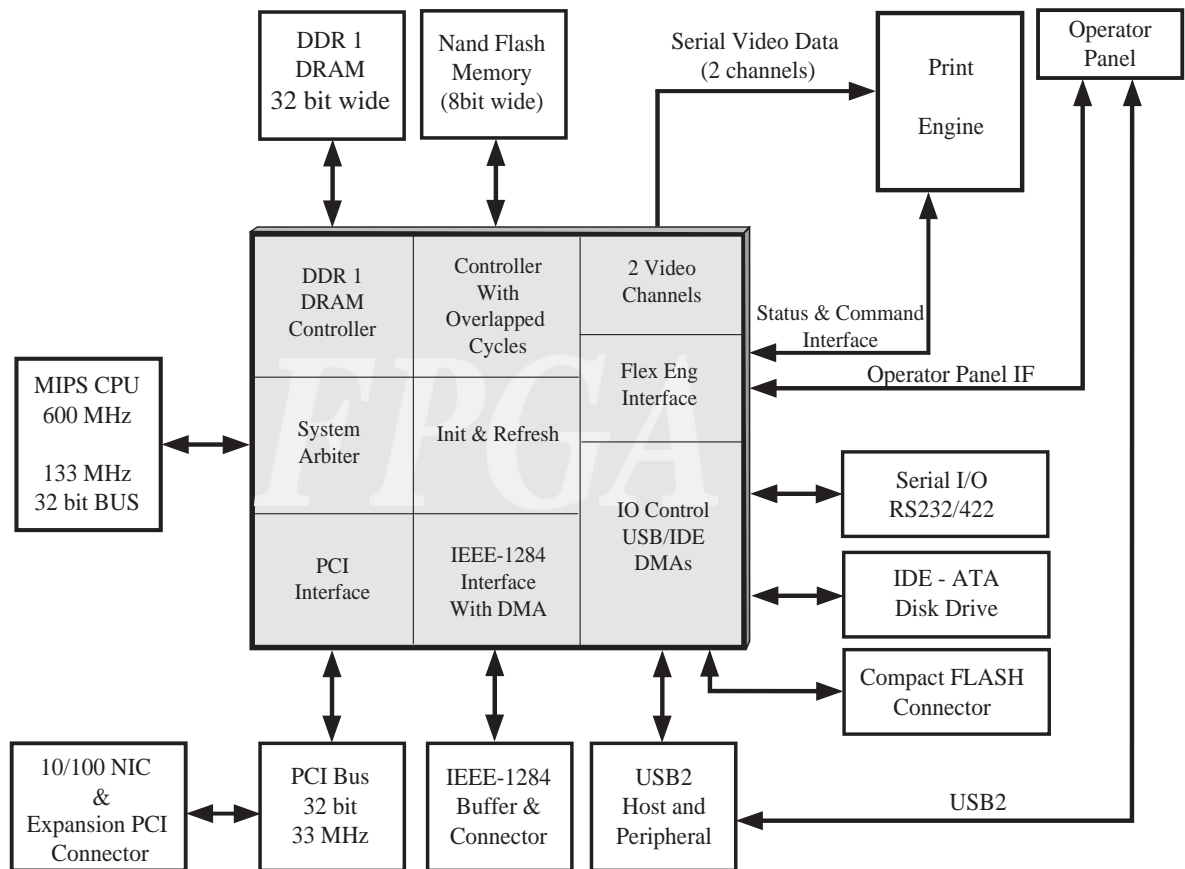 DDR 1
DRAM
32 bit wide
Nand Flash
Memory
(8bit wide)
Serial Video Data
(2 channels)
Print
Engine
Operator
Panel
DDR 1
DRAM
Controller
Controller
With
Overlapped
Cycles
2 Video
Channels
Status & Command
Interface
Flex Eng
Interface
Operator Panel IF
MIPS CPU
600 MHz
133 MHz
32 bit BUS
FPGA
System
Arbiter
Init & Refresh
IO Control
USB/IDE
DMAs
Serial I/O
RS232/422
PCI
Interface
IEEE-1284
Interface
With DMA
IDE - ATA
Disk Drive
Compact FLASH
Connector
10/100 NIC
&
Expansion PCI
Connector
PCI Bus
32 bit
33 MHz
IEEE-1284
Buffer &
Connector
USB2
Host and
Peripheral
USB2